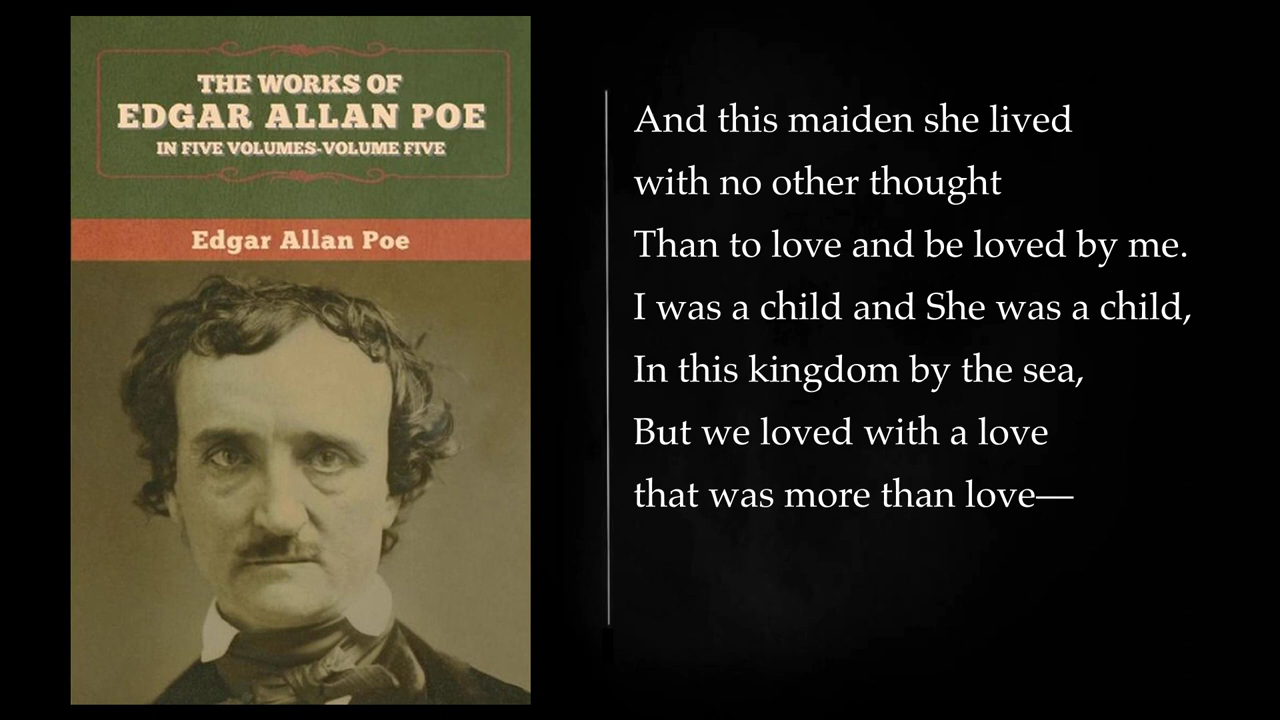 THE WORKS OF
EDGAR ALLAN POE
IN FIVE VOLUMES-VOLUME FIVE
Edgar Allan Poe
And this maiden she lived
with no other thought
Than to love and be loved by me.
I was a child and She was a child,
In this kingdom by the sea,
But we loved with a love
that was more than love—